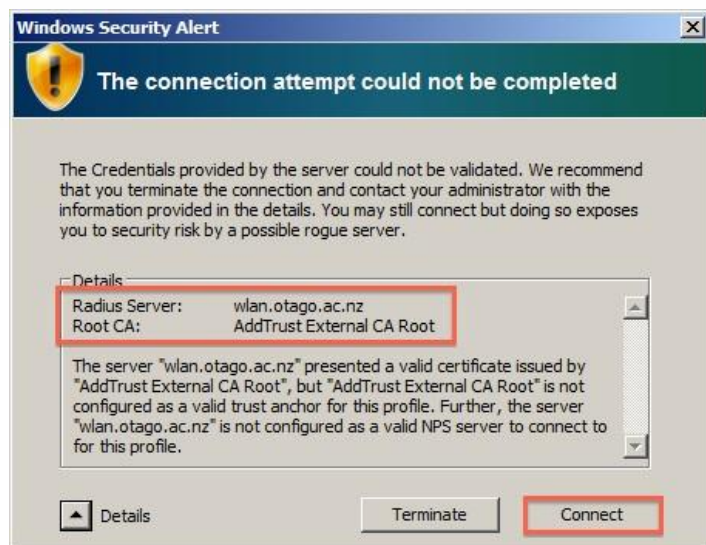 Windows Security Alert
The connection attempt could not be completed
The Credentials provided by the server could not be validated. We recommend
that you terminate the connection and contact your administrator with the
information provided in the details. You may still connect but doing so exposes
you to security risk by a possible rogue server.
Details
Radius Server: wlan.otago.ac.nz
Root CA: AddTrust External CA Root
The server "wlan.otago.ac.nz" presented a valid certificate issued by
"AddTrust External CA Root", but "AddTrust External CA Root" is not
configured as a valid trust anchor for this profile. Further, the server
"wlan.otago.ac.nz" is not configured as a valid NPS server to connect to
for this profile.
Details Terminate Connect